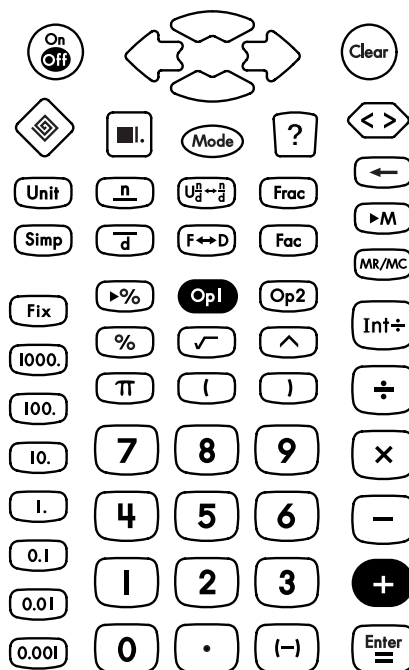 On
Off
Clear
Mode
?
< >
Unit
n
U n/d ↔ n/d
Frac
←
Simp
d
F↔D
Fac
▸M
MR/MC
▸%
Op1
Op2
Fix
Int÷
%
√
^
1000.
π
(
)
÷
100.
7
8
9
×
10.
4
5
6
−
1.
0.1
1
2
3
+
0.01
0
.
(−)
Enter
=
0.001